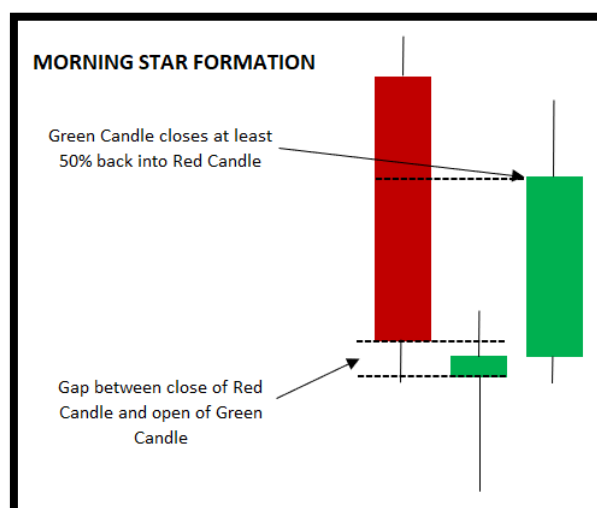 MORNING STAR FORMATION
Green Candle closes at least
50% back into Red Candle
Gap between close of Red
Candle and open of Green
Candle